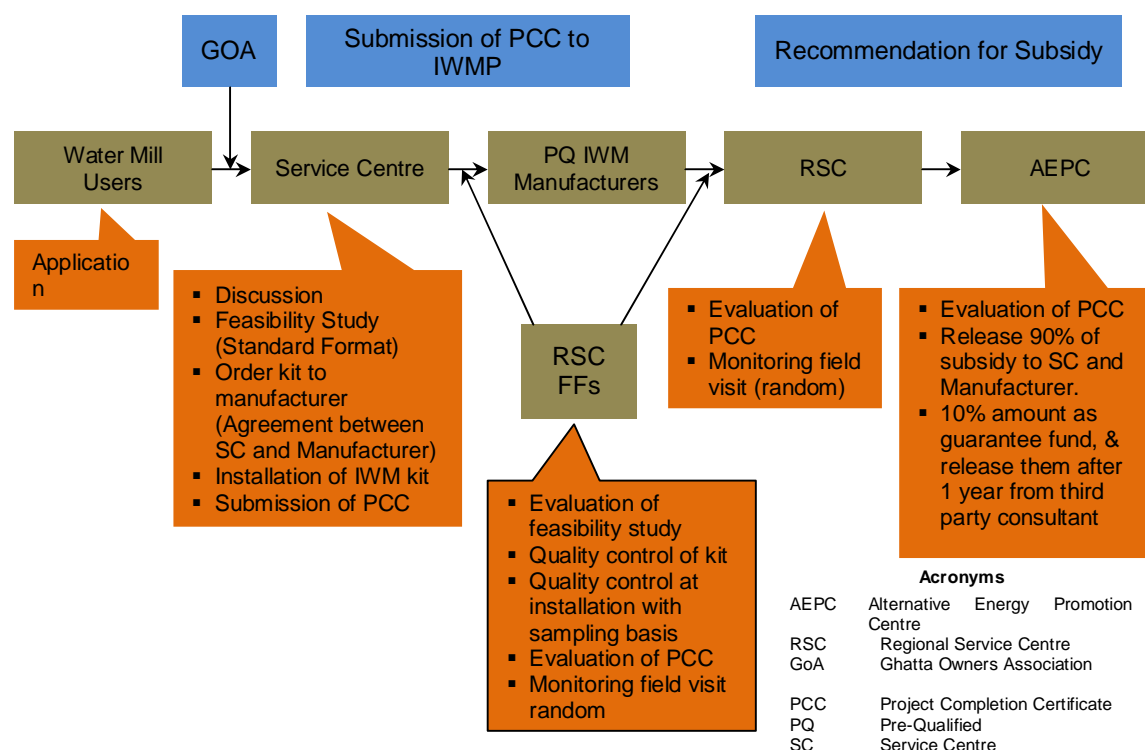 GOA
Submission of PCC to
IWMP
Recommendation for Subsidy
Water Mill
Users
Service Centre
PQ IWM
Manufacturers
RSC
AEPC
Applicatio
n
▪ Discussion
▪ Feasibility Study
(Standard Format)
▪ Order kit to
manufacturer
(Agreement between
SC and Manufacturer)
▪ Installation of IWM kit
▪ Submission of PCC
RSC
FFs
▪ Evaluation of
feasibility study
▪ Quality control of kit
▪ Quality control at
installation with
sampling basis
▪ Evaluation of PCC
▪ Monitoring field visit
random
▪ Evaluation of
PCC
▪ Monitoring field
visit (random)
▪ Evaluation of PCC
▪ Release 90% of
subsidy to SC and
Manufacturer.
▪ 10% amount as
guarantee fund, &
release them after
1 year from third
party consultant
Acronyms
AEPC Alternative Energy Promotion
Centre
RSC Regional Service Centre
GoA Ghatta Owners Association
PCC Project Completion Certificate
PQ Pre-Qualified
SC Service Centre